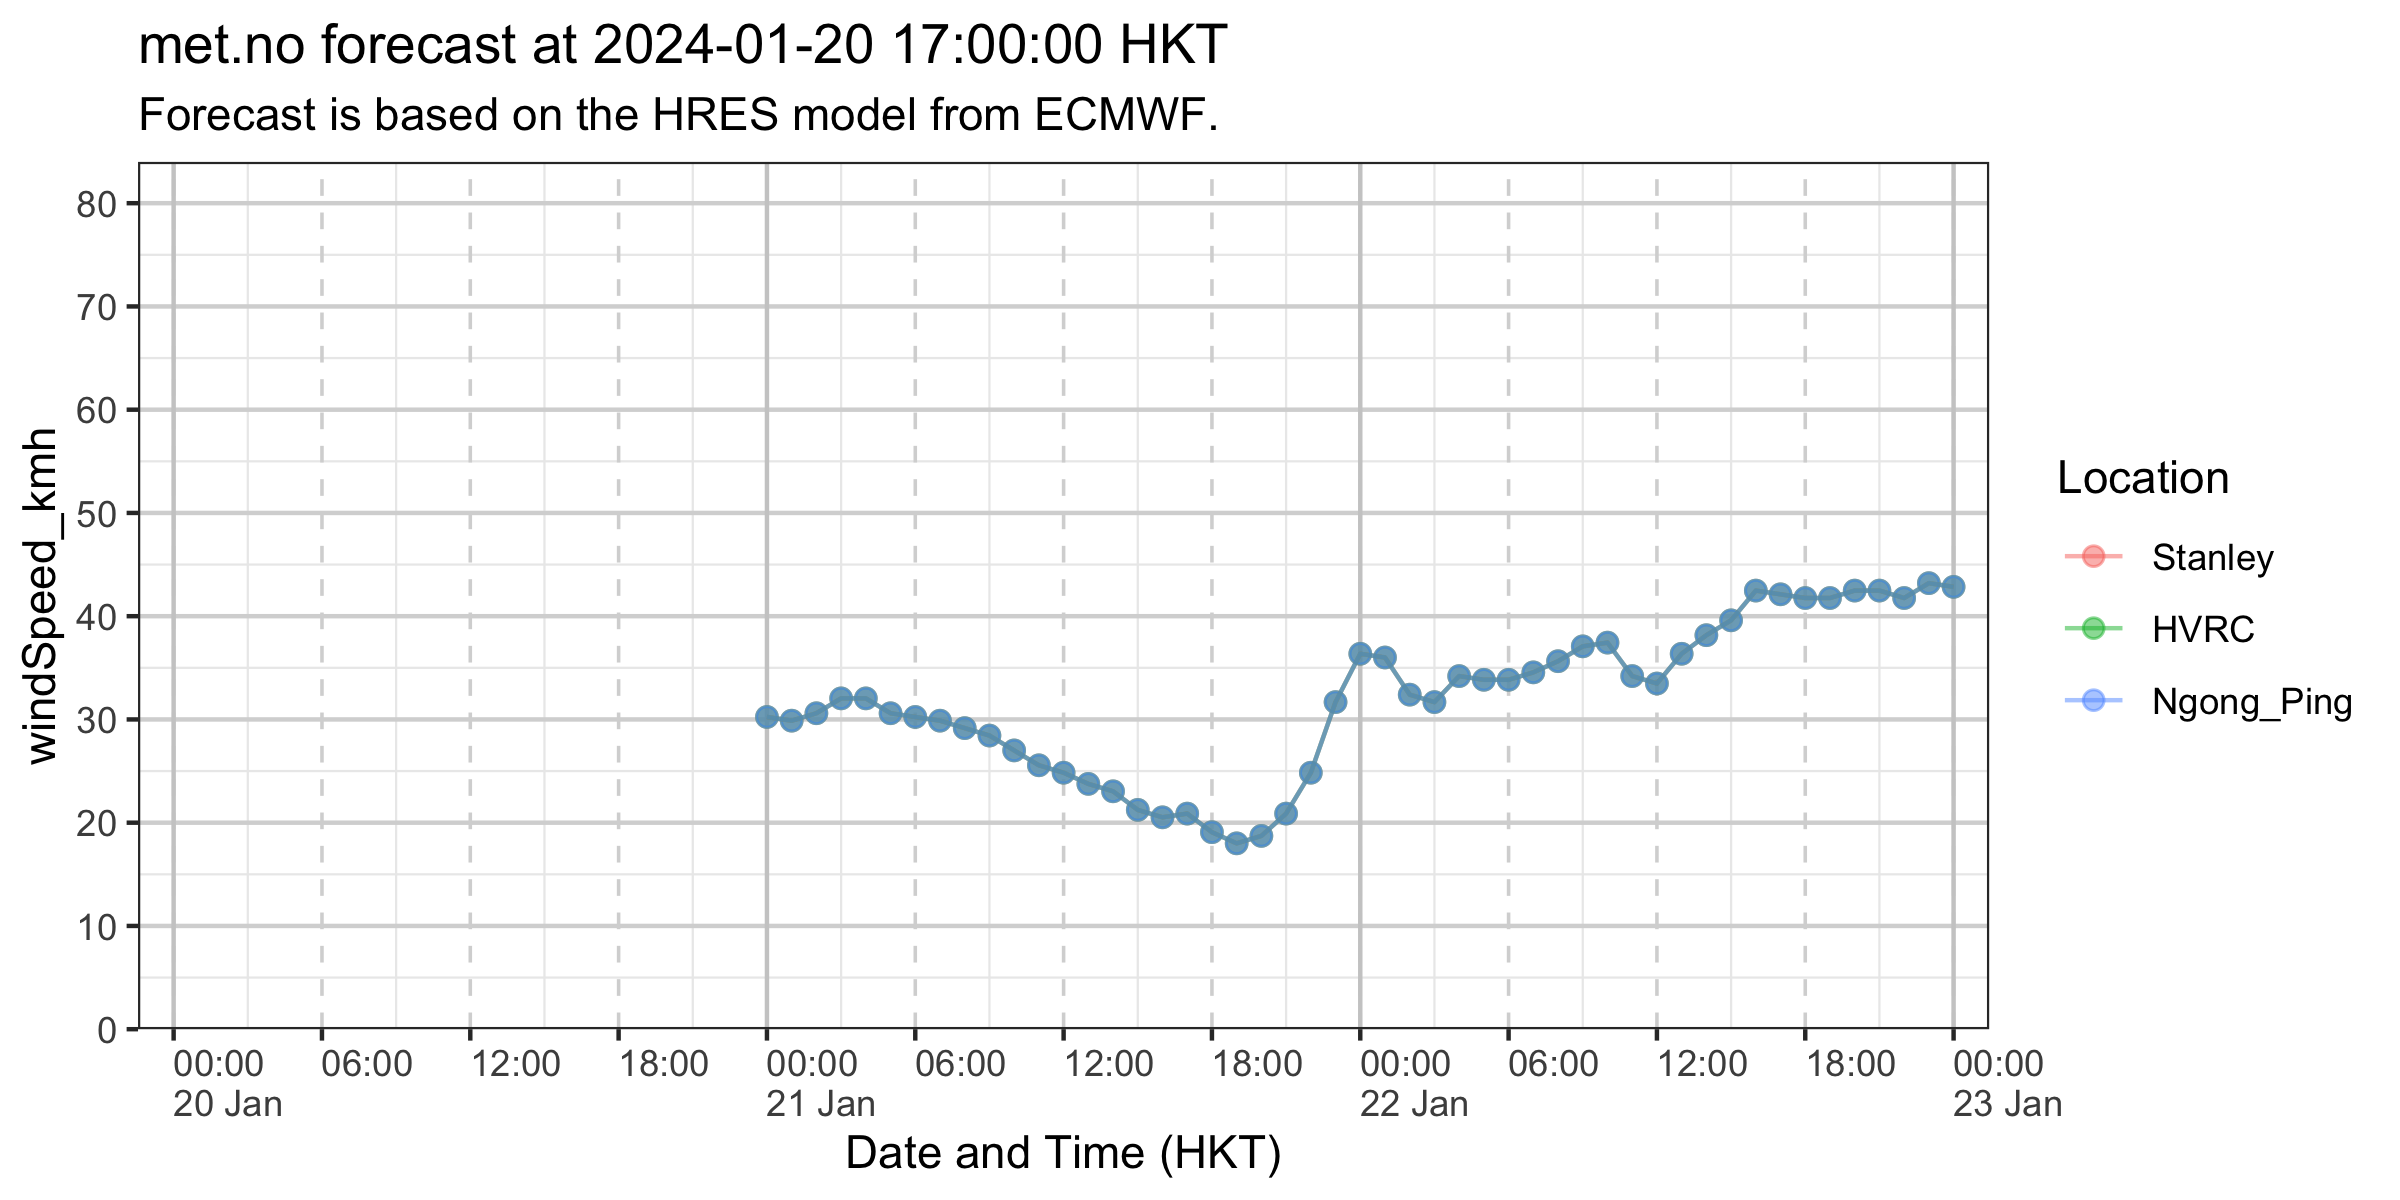 met.no forecast at 2024-01-20 17:00:00 HKT
Forecast is based on the HRES model from ECMWF.
windSpeed_kmh
80
70
60
50
40
30
20
10
0
00:00 06:00 12:00 18:00 00:00 06:00 12:00 18:00 00:00 06:00 12:00 18:00 00:00
20 Jan 21 Jan 22 Jan 23 Jan
Date and Time (HKT)
Location
Stanley
HVRC
Ngong_Ping